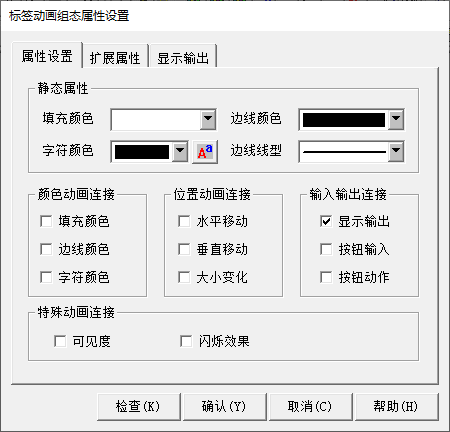 标签动画组态属性设置
属性设置 扩展属性 显示输出
静态属性
填充颜色 边线颜色
字符颜色 Aa 边线线型
颜色动画连接 位置动画连接 输入输出连接
填充颜色 水平移动 显示输出
边线颜色 垂直移动 按钮输入
字符颜色 大小变化 按钮动作
特殊动画连接
可见度 闪烁效果
检查(K) 确认(Y) 取消(C) 帮助(H)